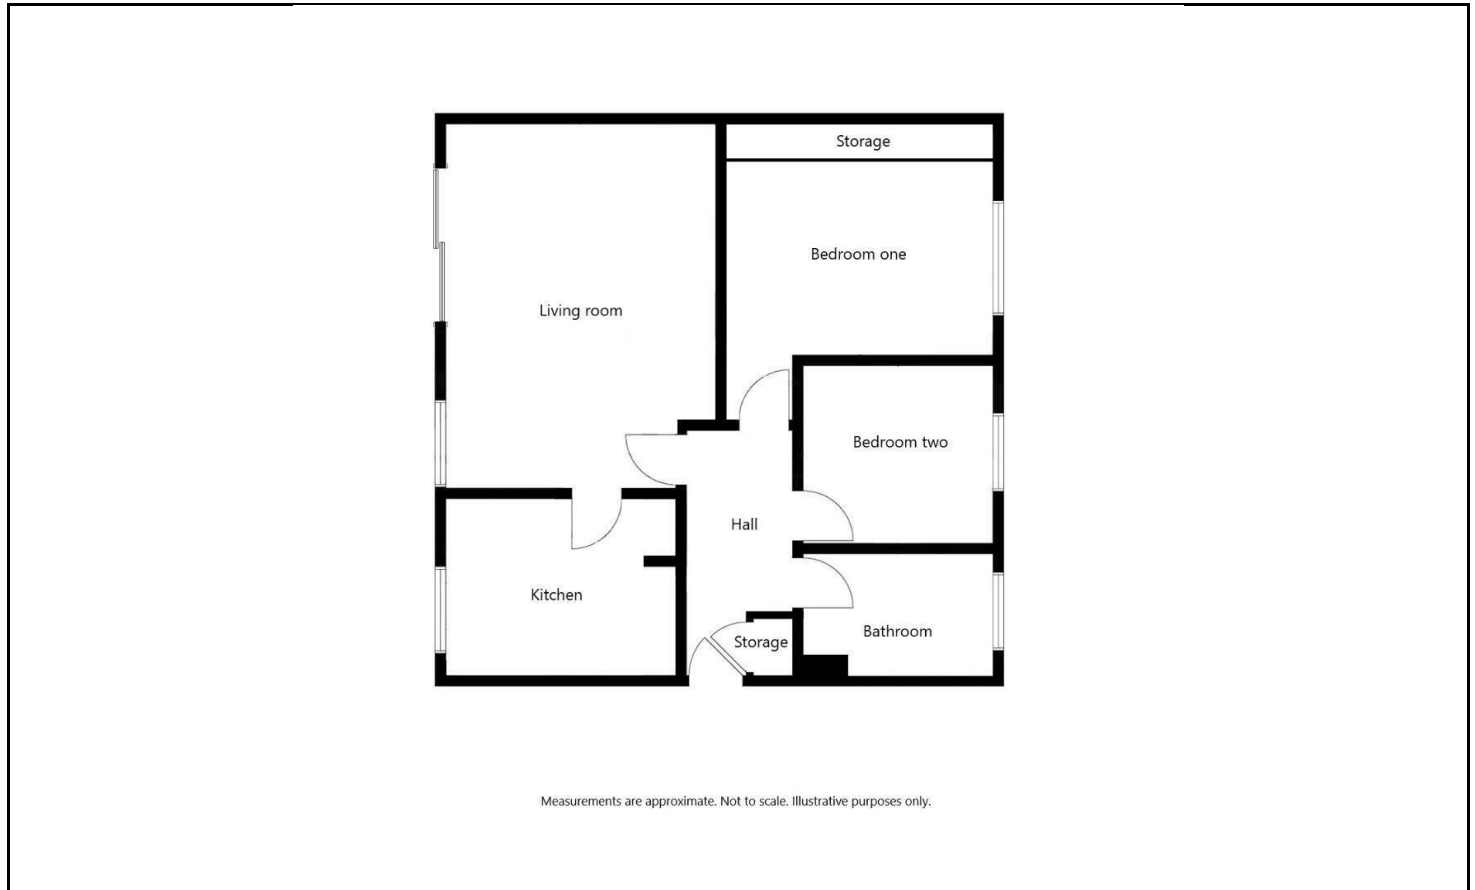 Storage
Bedroom one
Living room
Bedroom two
Hall
Kitchen
Bathroom
Storage
Measurements are approximate. Not to scale. Illustrative purposes only.